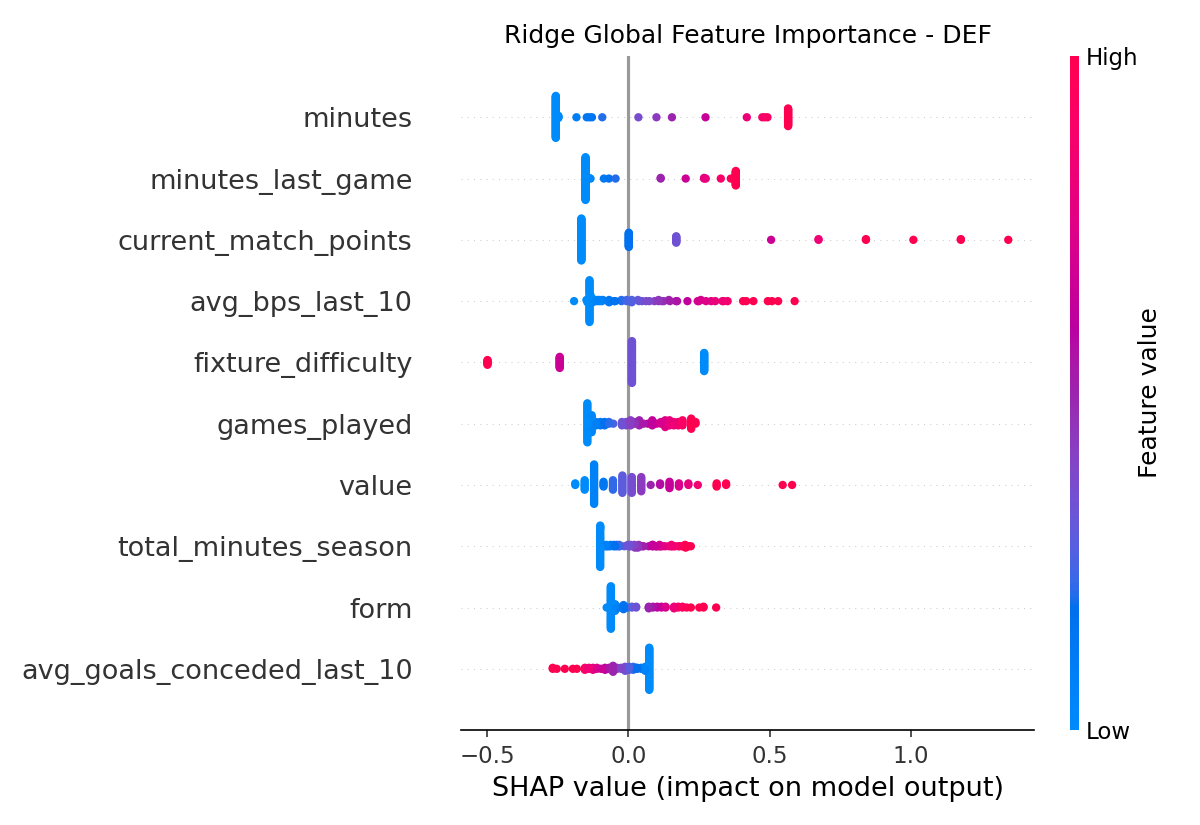 Ridge Global Feature Importance - DEF
High
minutes
minutes_last_game
current_match_points
avg_bps_last_10
fixture_difficulty
games_played
value
total_minutes_season
form
avg_goals_conceded_last_10
Feature value
Low
−0.5 0.0 0.5 1.0
SHAP value (impact on model output)